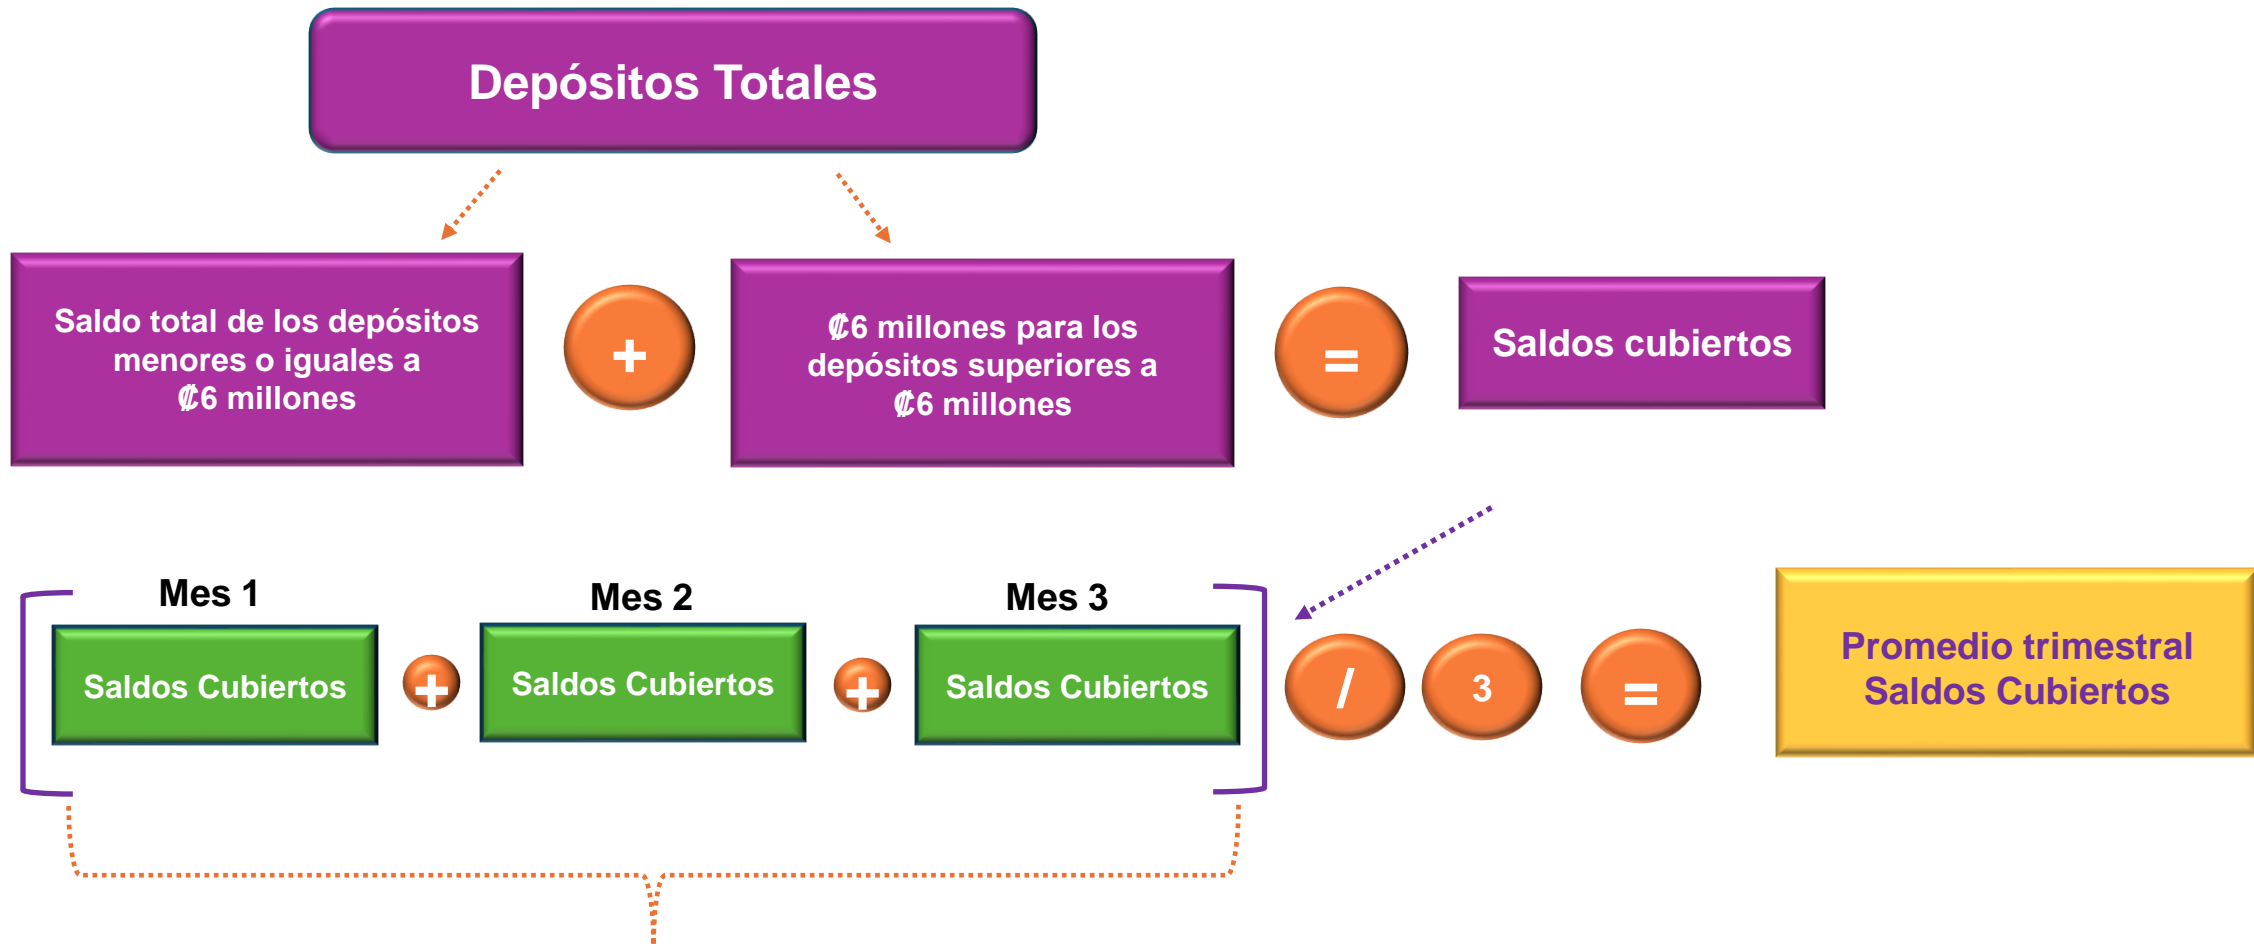 Depósitos Totales
Saldo total de los depósitos
menores o iguales a
₡6 millones
+
₡6 millones para los
depósitos superiores a
₡6 millones
=
Saldos cubiertos
Mes 1
Mes 2
Mes 3
Saldos Cubiertos
+
Saldos Cubiertos
+
Saldos Cubiertos
/
3
=
Promedio trimestral
Saldos Cubiertos